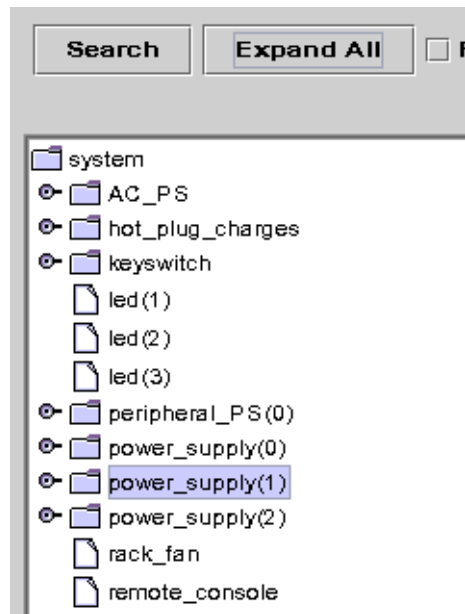 Search Expand All
system
AC_PS
hot_plug_charges
keyswitch
led(1)
led(2)
led(3)
peripheral_PS(0)
power_supply(0)
power_supply(1)
power_supply(2)
rack_fan
remote_console